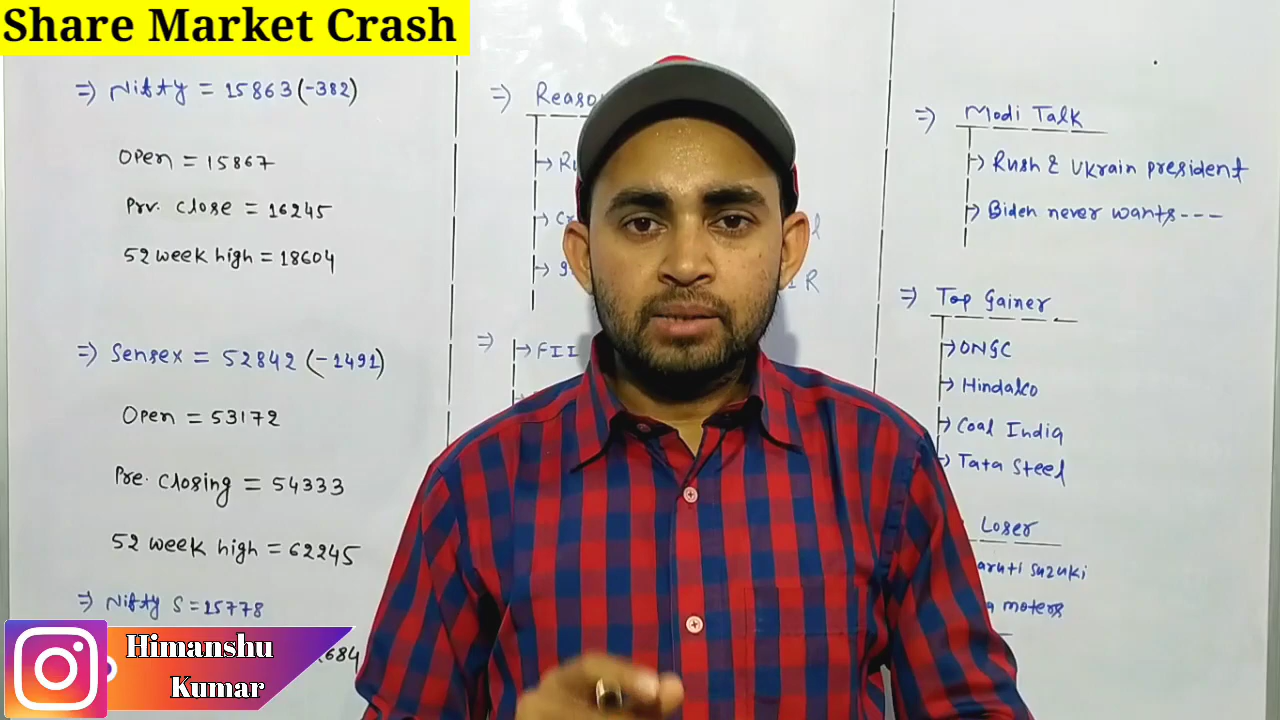 Share Market Crash
⇒ Nifty = 15863 (-382)
Open = 15867
Prv. close = 16245
52 week high = 18604
⇒ Sensex = 52842 (-1491)
Open = 53172
Pre. closing = 54333
52 week high = 62245
⇒ Nifty S = 15778
684
Himanshu
Kumar
⇒ Reaso
→ FII
⇒ Modi Talk
→ Rush & Ukrain president
→ Biden never wants ---
⇒ Top Gainer
→ ONGC
→ Hindalco
→ Coal India
→ Tata Steel
Loser
aruti suzuki
moters